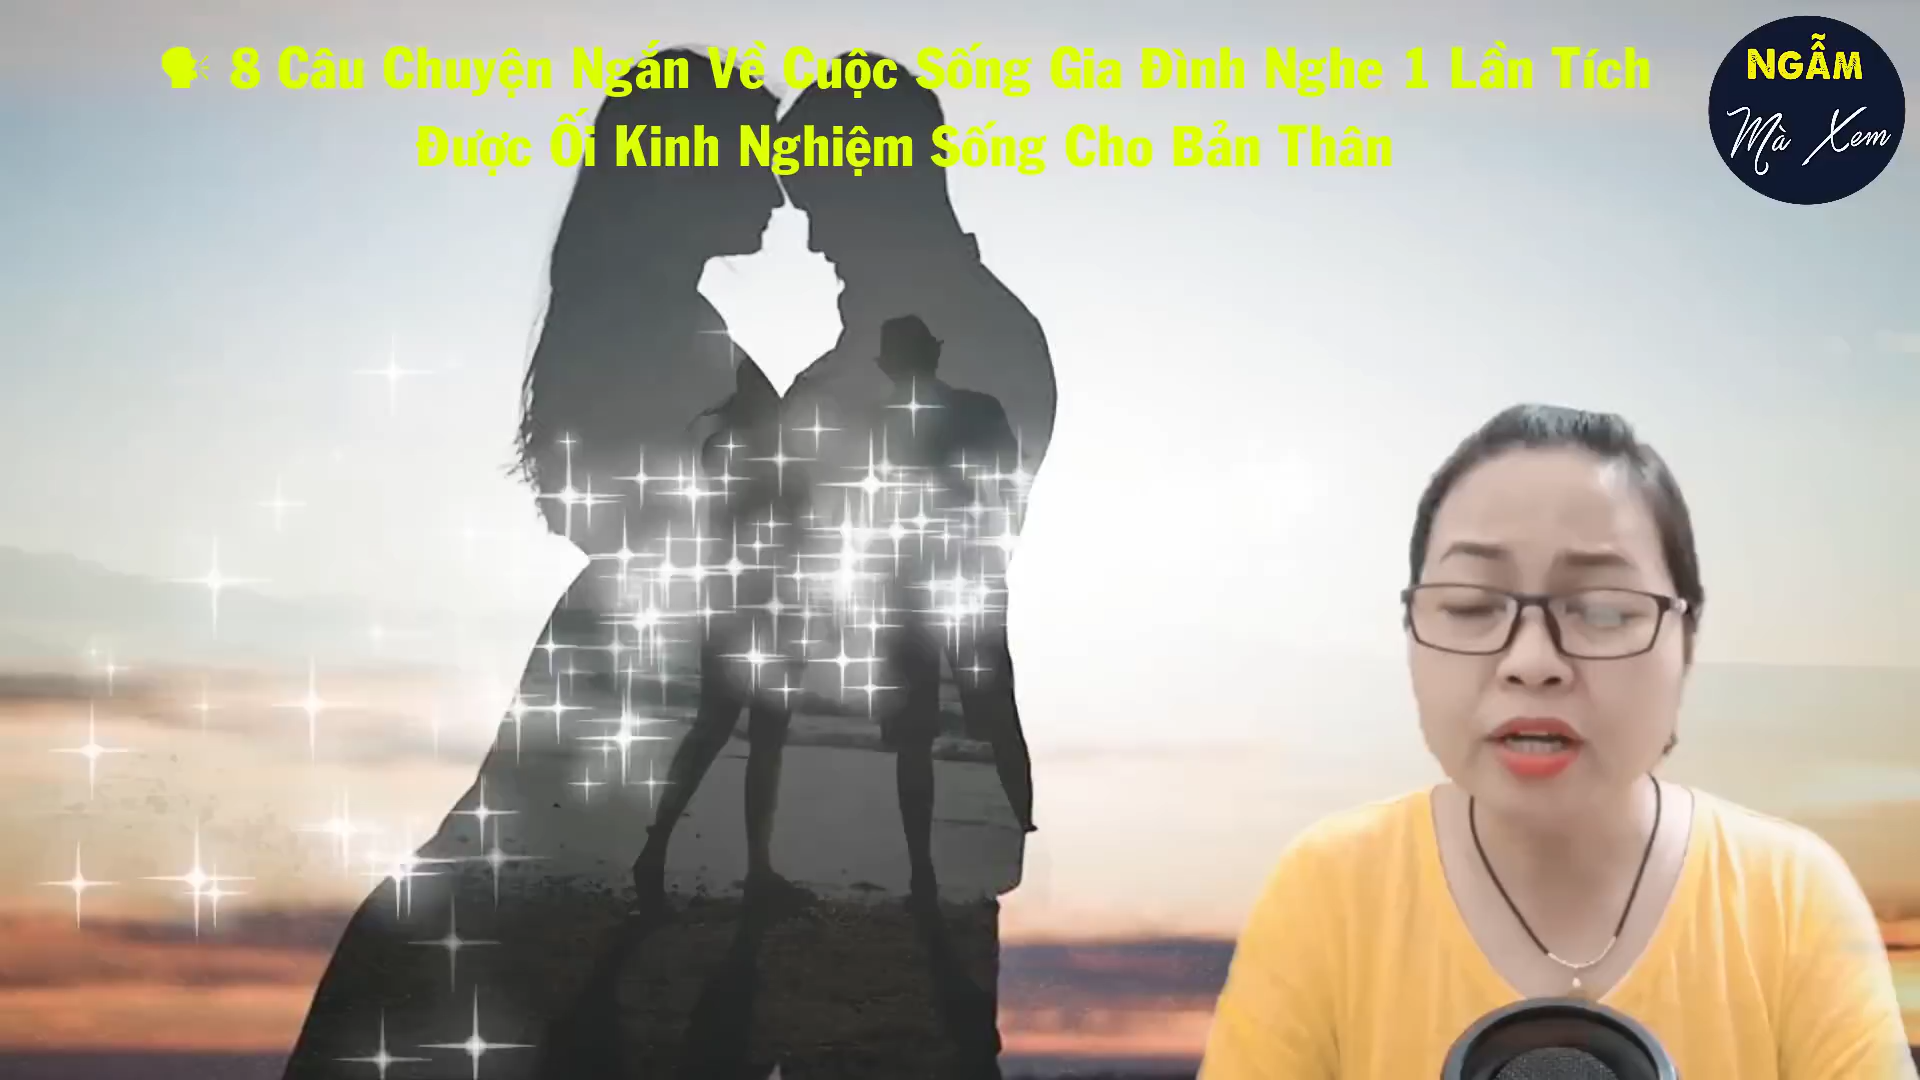 🗣 8 Câu Chuyện Ngắn Về Cuộc Sống Gia Đình Nghe 1 Lần Tích
Được Ối Kinh Nghiệm Sống Cho Bản Thân
NGẪM
Mà Xem